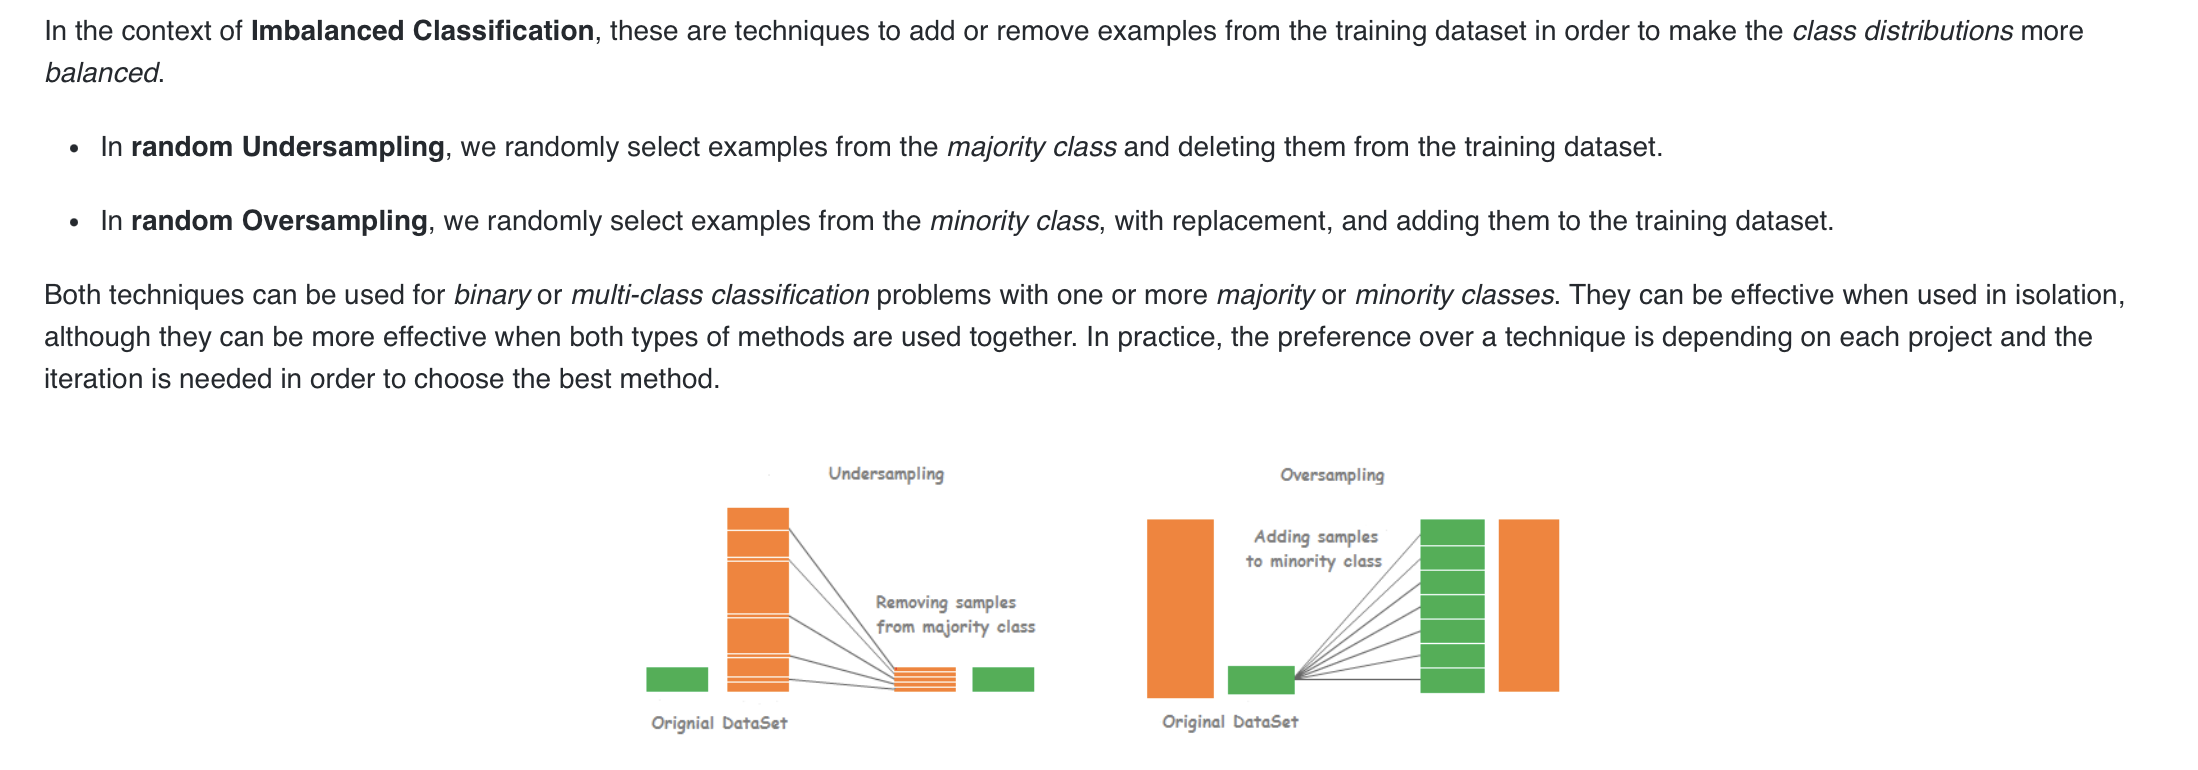 In the context of Imbalanced Classification, these are techniques to add or remove examples from the training dataset in order to make the class distributions more
balanced.
• In random Undersampling, we randomly select examples from the majority class and deleting them from the training dataset.
• In random Oversampling, we randomly select examples from the minority class, with replacement, and adding them to the training dataset.
Both techniques can be used for binary or multi-class classification problems with one or more majority or minority classes. They can be effective when used in isolation,
although they can be more effective when both types of methods are used together. In practice, the preference over a technique is depending on each project and the
iteration is needed in order to choose the best method.
Undersampling
Removing samples
from majority class
Orignial DataSet
Oversampling
Adding samples
to minority class
Original DataSet